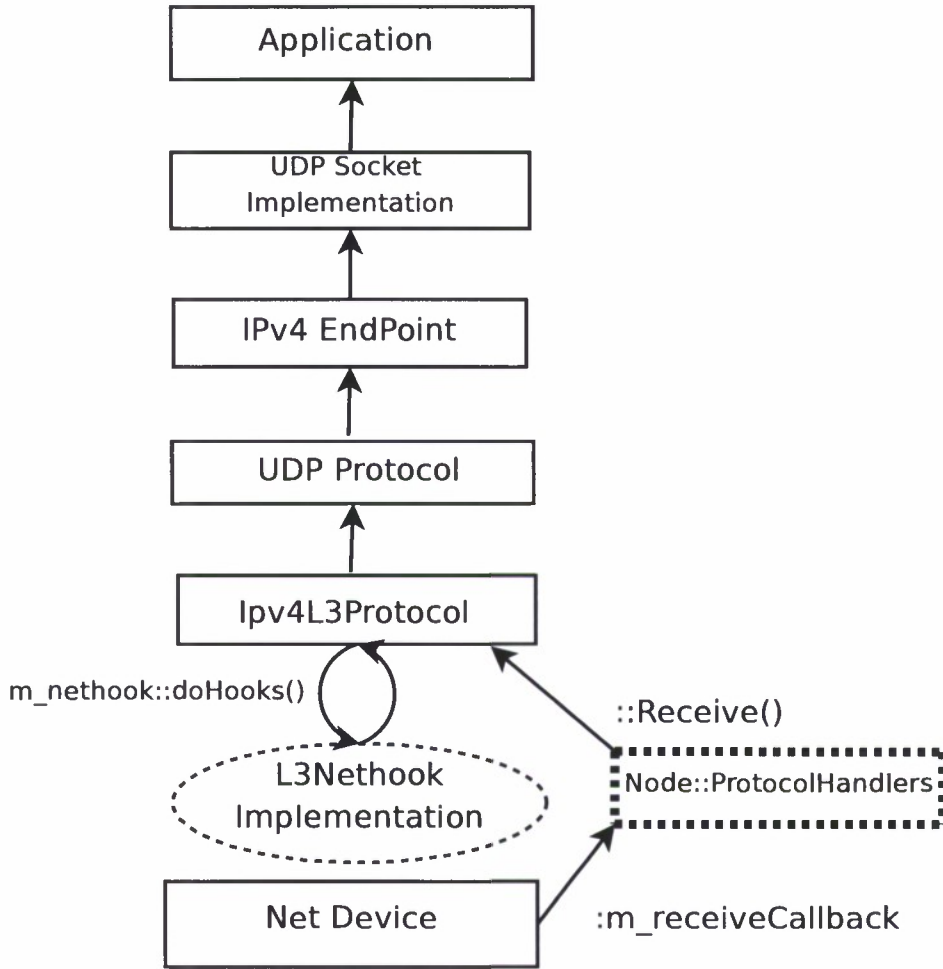 Application
UDP Socket
Implementation
IPv4 EndPoint
UDP Protocol
Ipv4L3Protocol
m_nethook::doHooks()
::Receive()
L3Nethook
Implementation
Node::ProtocolHandlers
Net Device
:m_receiveCallback